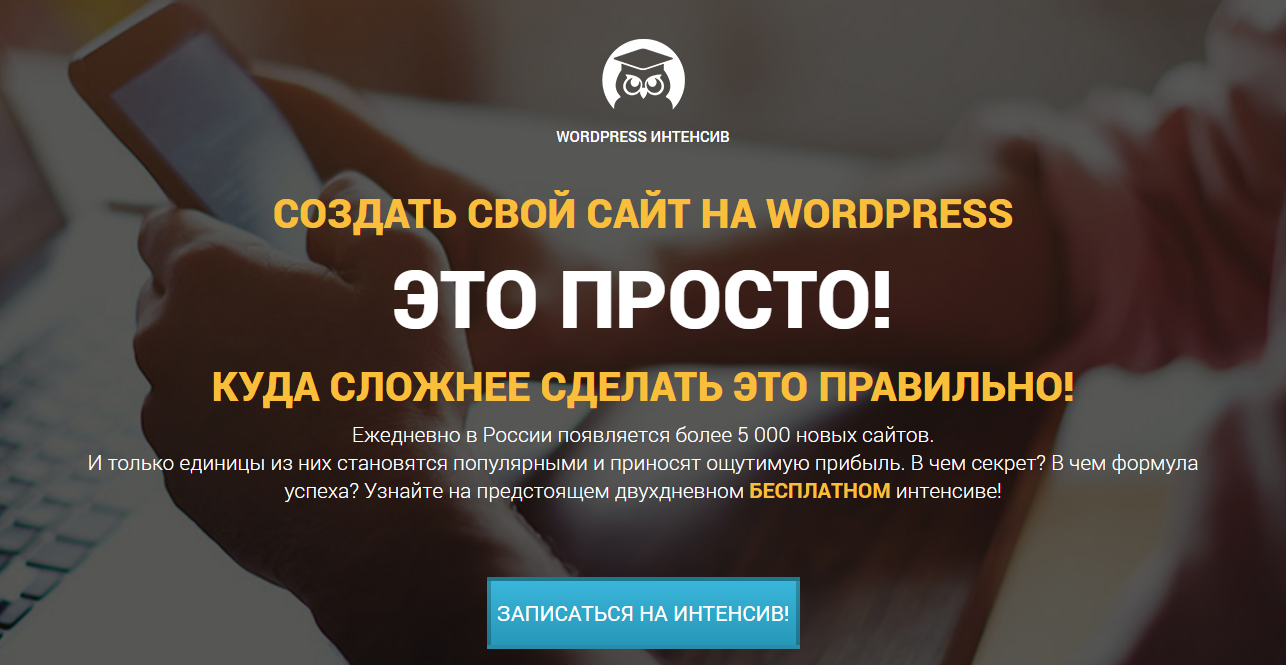 WORDPRESS ИНТЕНСИВ
СОЗДАТЬ СВОЙ САЙТ НА WORDPRESS
ЭТО ПРОСТО!
КУДА СЛОЖНЕЕ СДЕЛАТЬ ЭТО ПРАВИЛЬНО!
Ежедневно в России появляется более 5 000 новых сайтов.
И только единицы из них становятся популярными и приносят ощутимую прибыль. В чем секрет? В чем формула
успеха? Узнайте на предстоящем двухдневном БЕСПЛАТНОМ интенсиве!
ЗАПИСАТЬСЯ НА ИНТЕНСИВ!